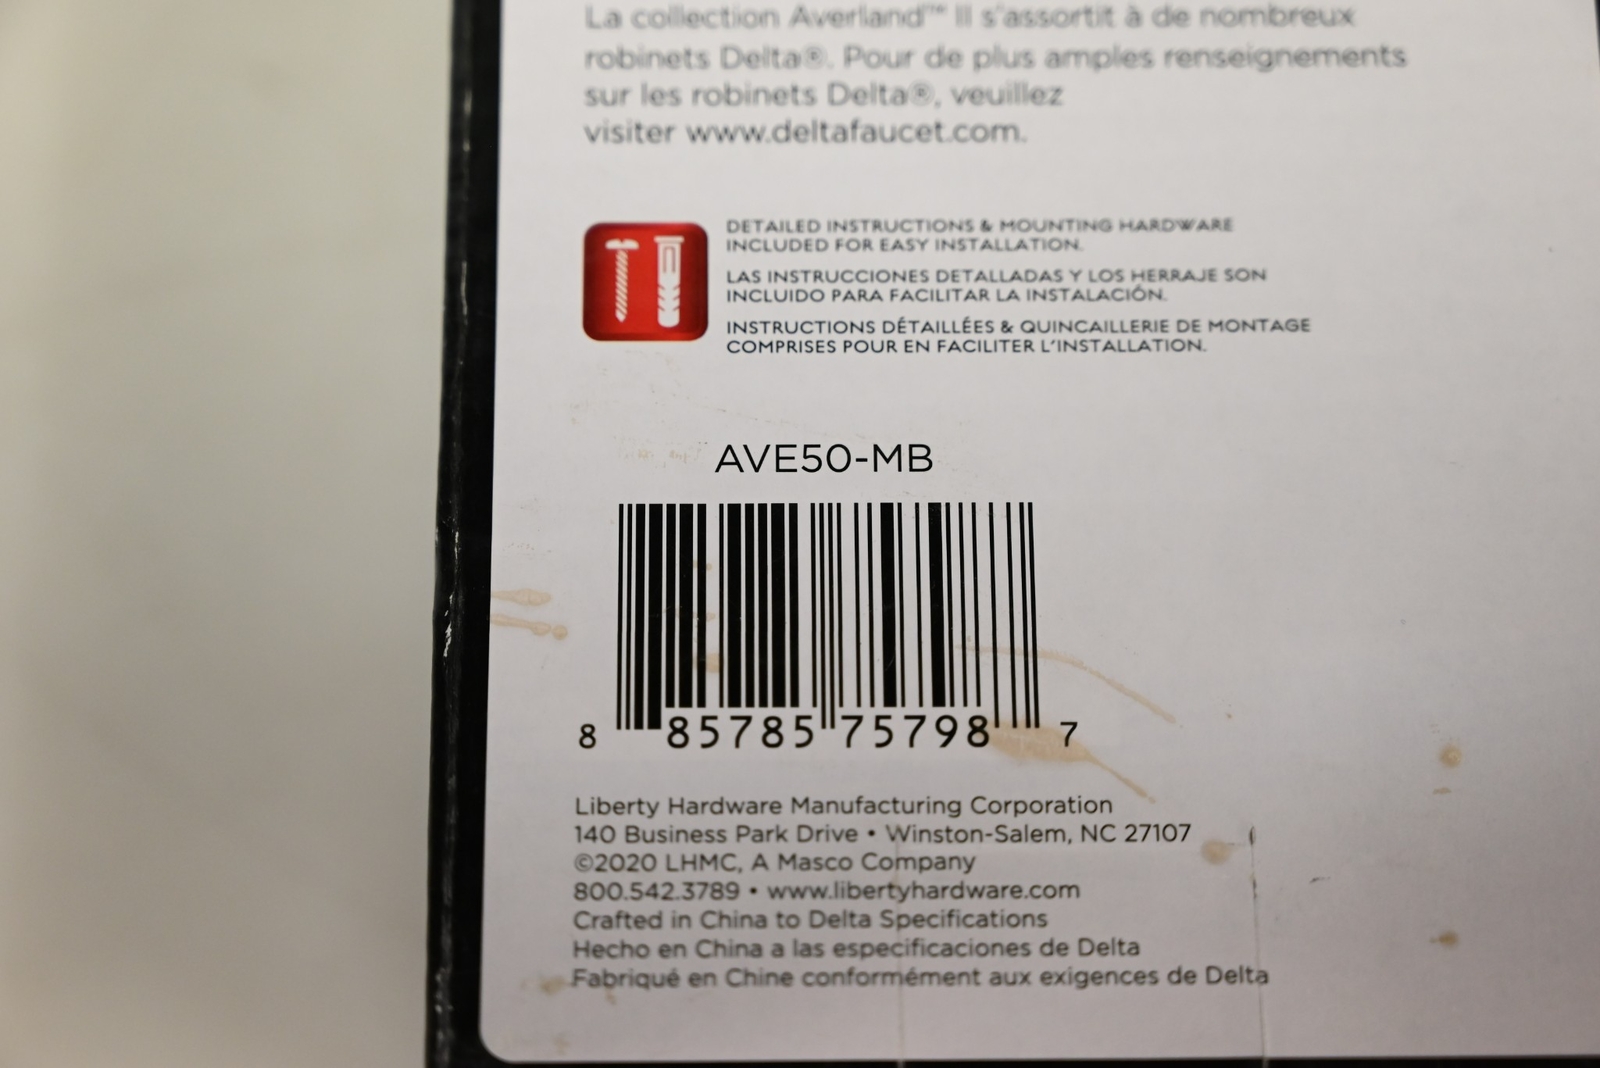 La collection Averland™ II s'assortit à de nombreux
robinets Delta®. Pour de plus amples renseignements
sur les robinets Delta®, veuillez
visiter www.deltafaucet.com.
DETAILED INSTRUCTIONS & MOUNTING HARDWARE
INCLUDED FOR EASY INSTALLATION.
LAS INSTRUCCIONES DETALLADAS Y LOS HERRAJE SON
INCLUIDO PARA FACILITAR LA INSTALACIÓN.
INSTRUCTIONS DÉTAILLÉES & QUINCAILLERIE DE MONTAGE
COMPRISES POUR EN FACILITER L'INSTALLATION.
AVE50-MB
8 85785 75798 7
Liberty Hardware Manufacturing Corporation
140 Business Park Drive • Winston-Salem, NC 27107
©2020 LHMC, A Masco Company
800.542.3789 • www.libertyhardware.com
Crafted in China to Delta Specifications
Hecho en China a las especificaciones de Delta
Fabriqué en Chine conformément aux exigences de Delta